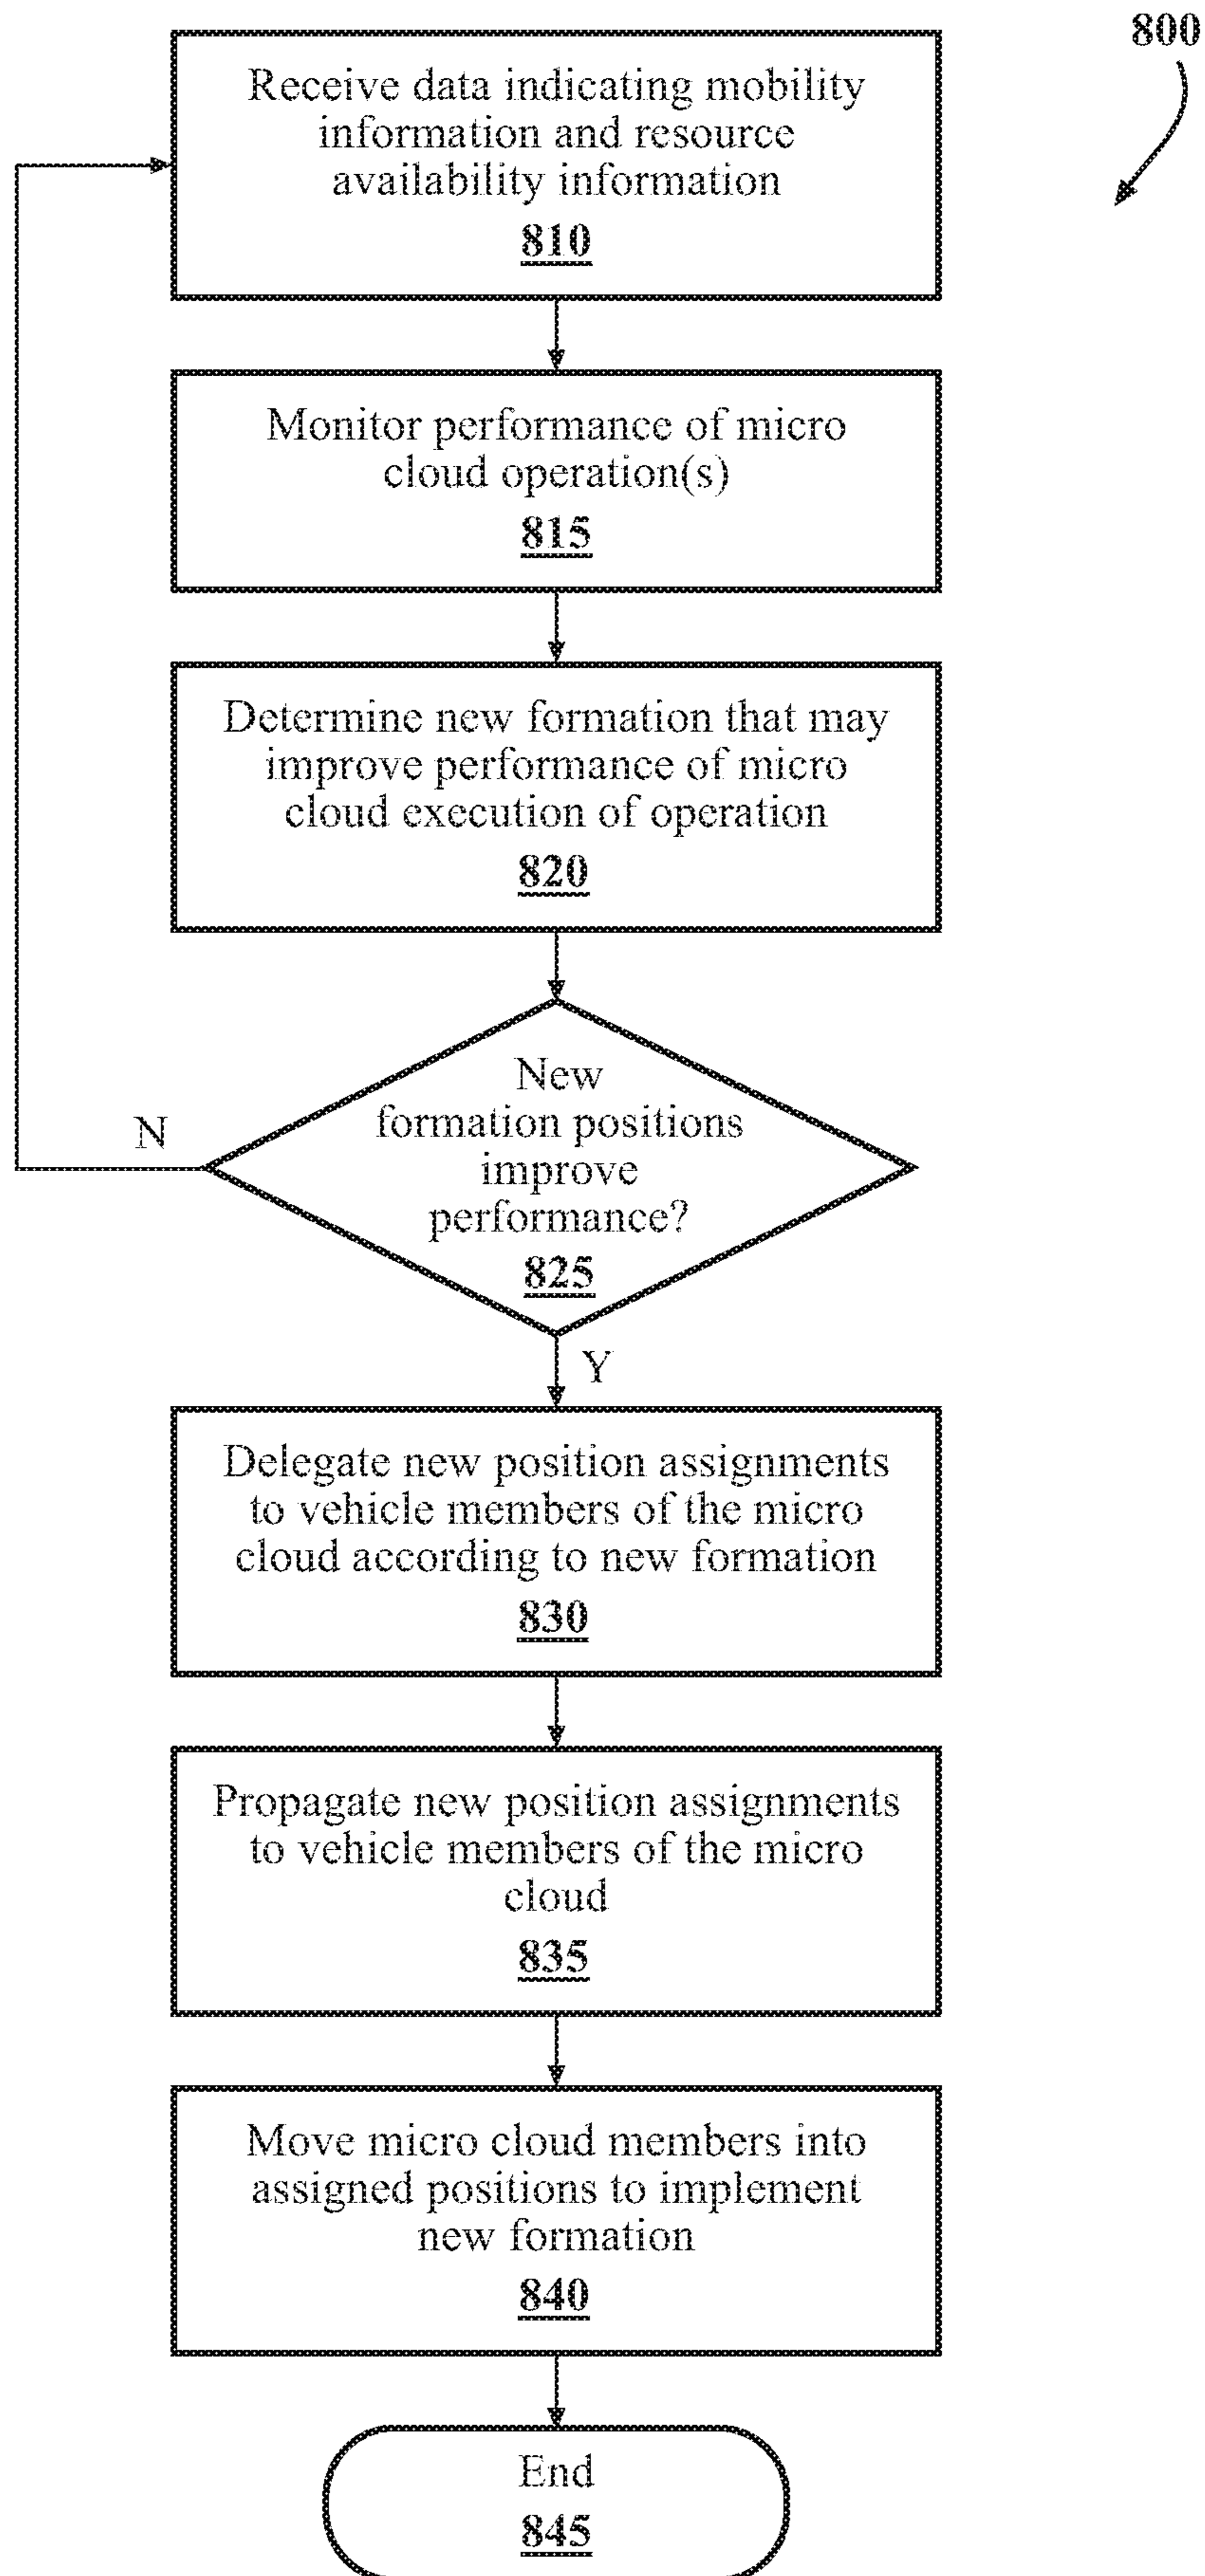 800
Receive data indicating mobility
information and resource
availability information
810
Monitor performance of micro
cloud operation(s)
815
Determine new formation that may
improve performance of micro
cloud execution of operation
820
New
formation positions
improve
performance?
825
N
Y
Delegate new position assignments
to vehicle members of the micro
cloud according to new formation
830
Propagate new position assignments
to vehicle members of the micro
cloud
835
Move micro cloud members into
assigned positions to implement
new formation
840
End
845